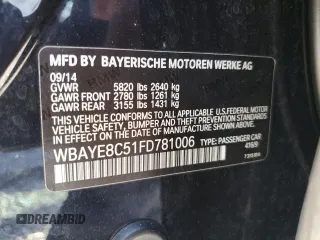 MFD BY BAYERISCHE MOTOREN WERKE AG
09/14
GVWR 5820 lbs 2640 kg
GAWR FRONT 2780 lbs 1261 kg
GAWR REAR 3155 lbs 1431 kg
THIS VEHICLE CONFORMS TO ALL APPLICABLE
U.S. FEDERAL MOTOR VEHICLE SAFETY, BUMPER,
AND THEFT PREVENTION STANDARDS IN EFFECT
ON THE DATE OF MANUFACTURE SHOWN ABOVE.
WBAYE8C51FD781006
TYPE: PASSENGER CAR
416/9
DREAMBID